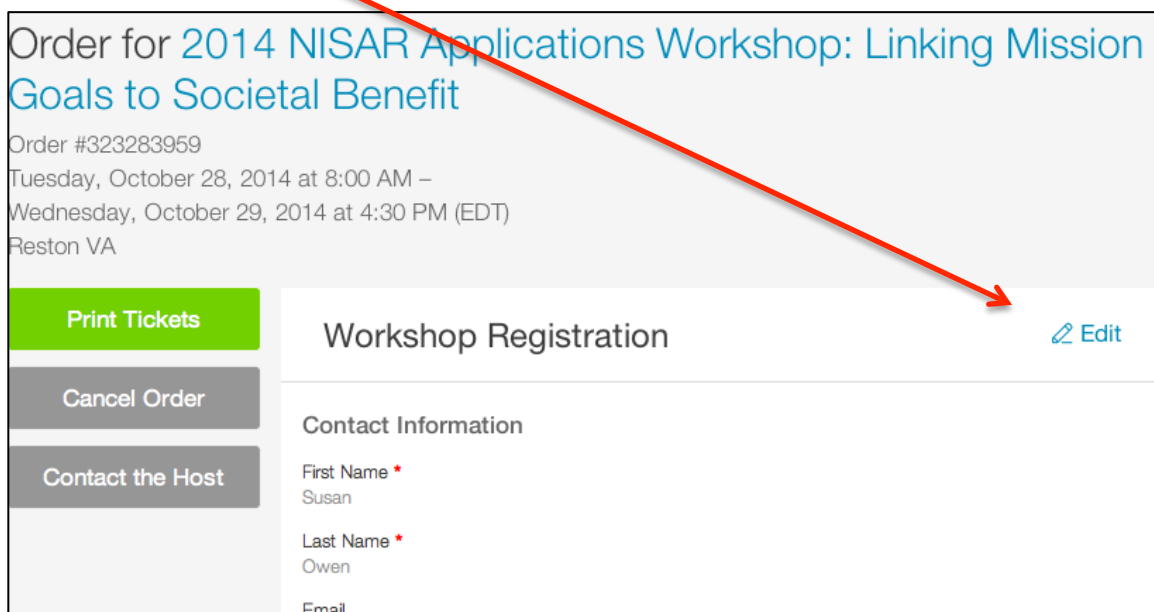 Order for 2014 NISAR Applications Workshop: Linking Mission
Goals to Societal Benefit
Order #323283959
Tuesday, October 28, 2014 at 8:00 AM –
Wednesday, October 29, 2014 at 4:30 PM (EDT)
Reston VA
Print Tickets
Cancel Order
Contact the Host
Workshop Registration
Edit
Contact Information
First Name *
Susan
Last Name *
Owen
Email